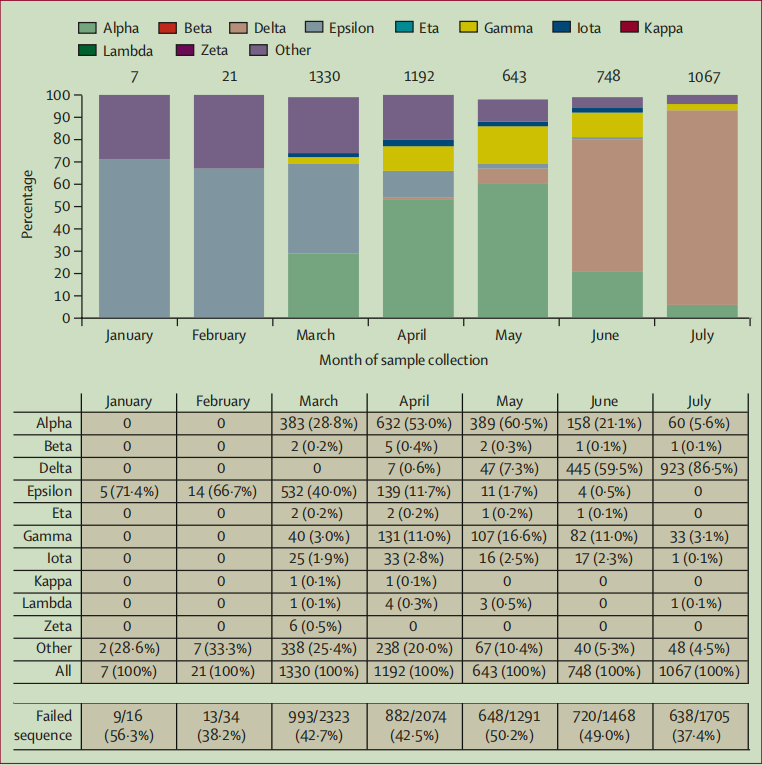 Alpha Beta Delta Epsilon Eta Gamma Iota Kappa
Lambda Zeta Other
7 21 1330 1192 643 748 1067
100
90
80
70
60
50
40
30
20
10
0
Percentage
January February March April May June July
Month of sample collection
January February March April May June July
Alpha 0 0 383 (28·8%) 632 (53·0%) 389 (60·5%) 158 (21·1%) 60 (5·6%)
Beta 0 0 2 (0·2%) 5 (0·4%) 2 (0·3%) 1 (0·1%) 1 (0·1%)
Delta 0 0 0 7 (0·6%) 47 (7·3%) 445 (59·5%) 923 (86·5%)
Epsilon 5 (71·4%) 14 (66·7%) 532 (40·0%) 139 (11·7%) 11 (1·7%) 4 (0·5%) 0
Eta 0 0 2 (0·2%) 2 (0·2%) 1 (0·2%) 1 (0·1%) 0
Gamma 0 0 40 (3·0%) 131 (11·0%) 107 (16·6%) 82 (11·0%) 33 (3·1%)
Iota 0 0 25 (1·9%) 33 (2·8%) 16 (2·5%) 17 (2·3%) 1 (0·1%)
Kappa 0 0 1 (0·1%) 1 (0·1%) 0 0 0
Lambda 0 0 1 (0·1%) 4 (0·3%) 3 (0·5%) 0 1 (0·1%)
Zeta 0 0 6 (0·5%) 0 0 0 0
Other 2 (28·6%) 7 (33·3%) 338 (25·4%) 238 (20·0%) 67 (10·4%) 40 (5·3%) 48 (4·5%)
All 7 (100%) 21 (100%) 1330 (100%) 1192 (100%) 643 (100%) 748 (100%) 1067 (100%)
Failed 9/16 13/34 993/2323 882/2074 648/1291 720/1468 638/1705
sequence (56·3%) (38·2%) (42·7%) (42·5%) (50·2%) (49·0%) (37·4%)